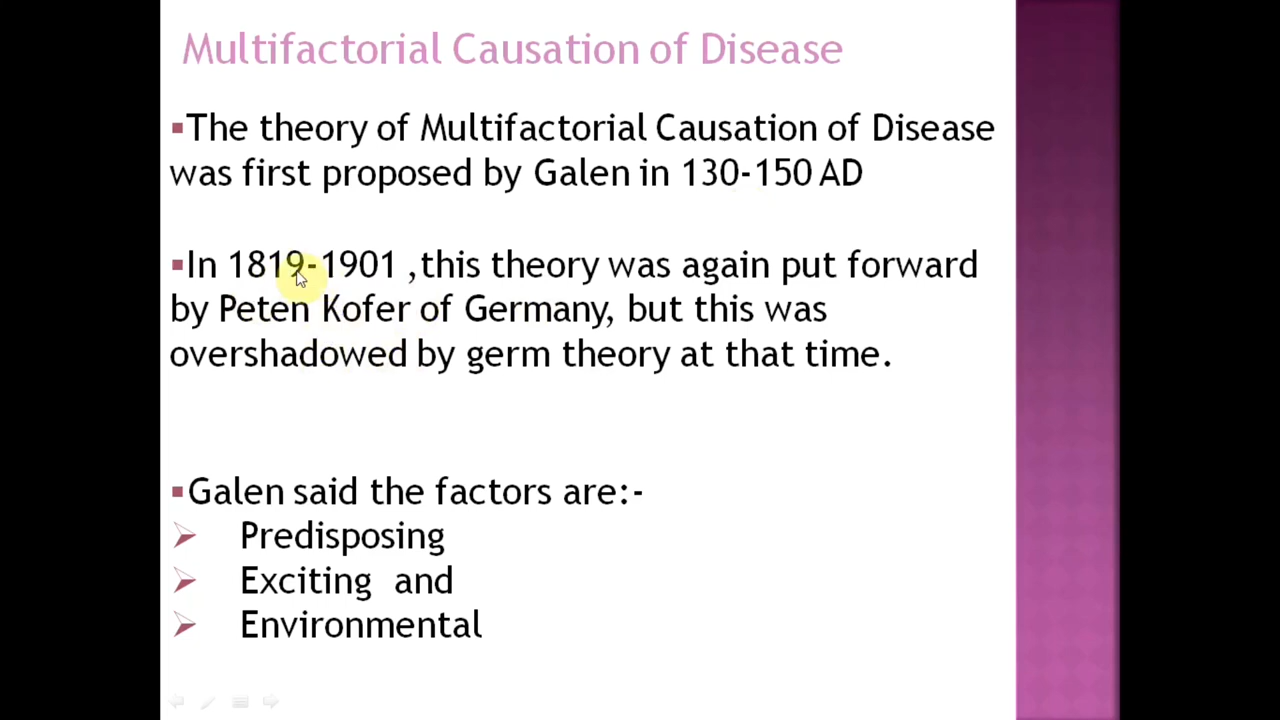 Multifactorial Causation of Disease
▪The theory of Multifactorial Causation of Disease
was first proposed by Galen in 130-150 AD
▪In 1819-1901 ,this theory was again put forward
by Peten Kofer of Germany, but this was
overshadowed by germ theory at that time.
▪Galen said the factors are:-
➢ Predisposing
➢ Exciting and
➢ Environmental